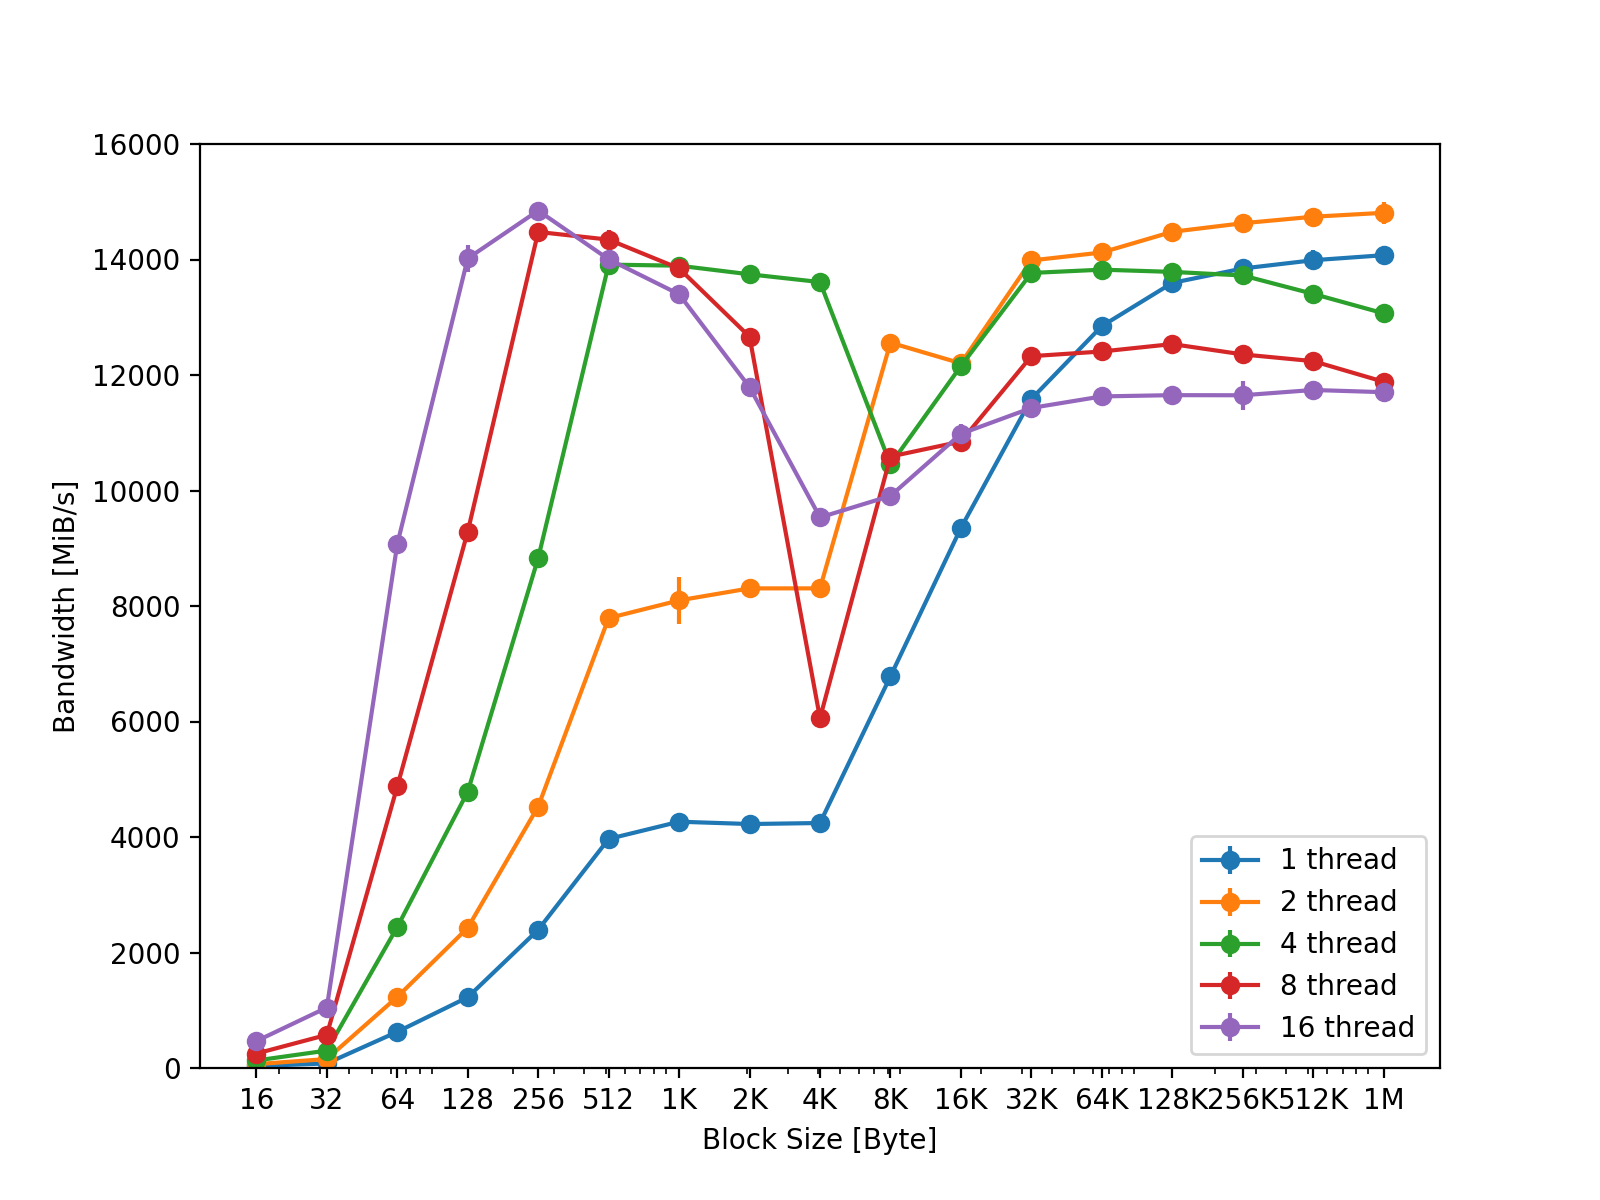 16000
14000
12000
10000
8000
6000
4000
2000
0
Bandwidth [MiB/s]
16 32 64 128 256 512 1K 2K 4K 8K 16K 32K 64K 128K 256K 512K 1M
Block Size [Byte]
1 thread
2 thread
4 thread
8 thread
16 thread